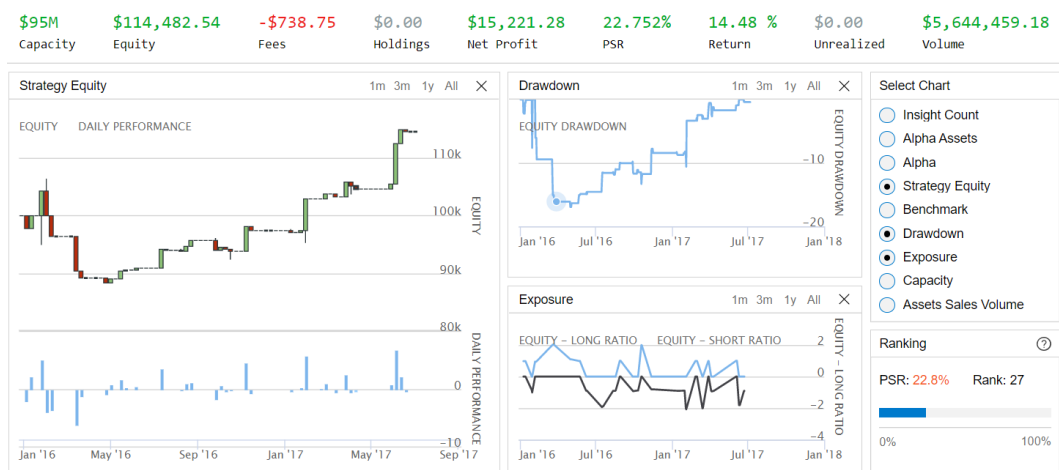 $95M $114,482.54 -$738.75 $0.00 $15,221.28 22.752% 14.48 % $0.00 $5,644,459.18
Capacity Equity Fees Holdings Net Profit PSR Return Unrealized Volume
Strategy Equity 1m 3m 1y All
EQUITY DAILY PERFORMANCE
110k
100k
90k
80k
EQUITY
0
-10
DAILY PERFORMANCE
Jan '16 May '16 Sep '16 Jan '17 May '17 Sep '17
Drawdown 1m 3m 1y All
EQUITY DRAWDOWN
-10
-20
EQUITY DRAWDOWN
Jan '16 Jul '16 Jan '17 Jul '17 Jan '18
Exposure 1m 3m 1y All
EQUITY – LONG RATIO EQUITY – SHORT RATIO
2
0
-2
-4
EQUITY – LONG RATIO
Jan '16 Jul '16 Jan '17 Jul '17 Jan '18
Select Chart
Insight Count
Alpha Assets
Alpha
Strategy Equity
Benchmark
Drawdown
Exposure
Capacity
Assets Sales Volume
Ranking ?
PSR: 22.8% Rank: 27
0% 100%